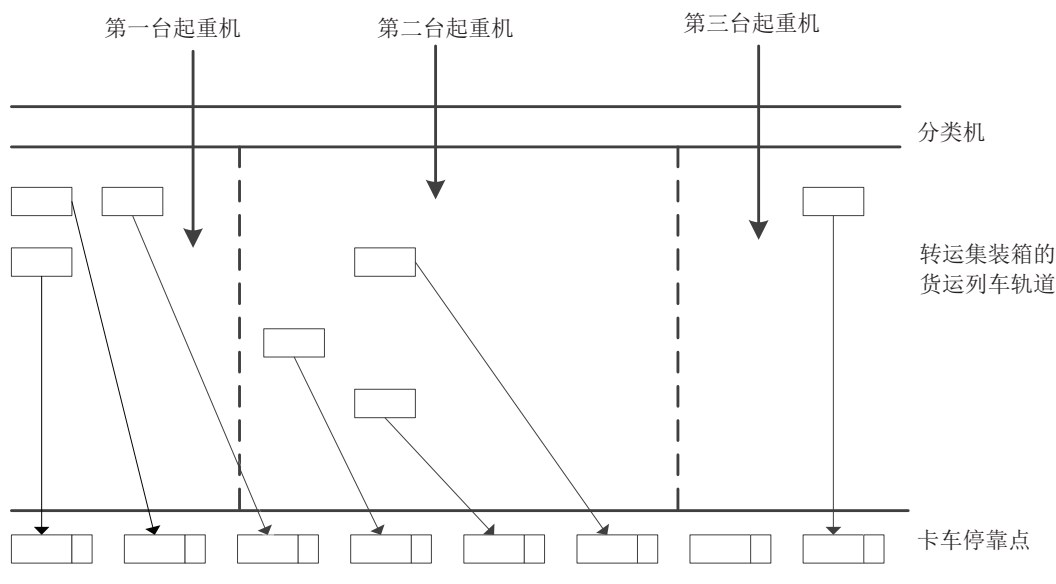 第一台起重机
第二台起重机
第三台起重机
分类机
转运集装箱的
货运列车轨道
卡车停靠点